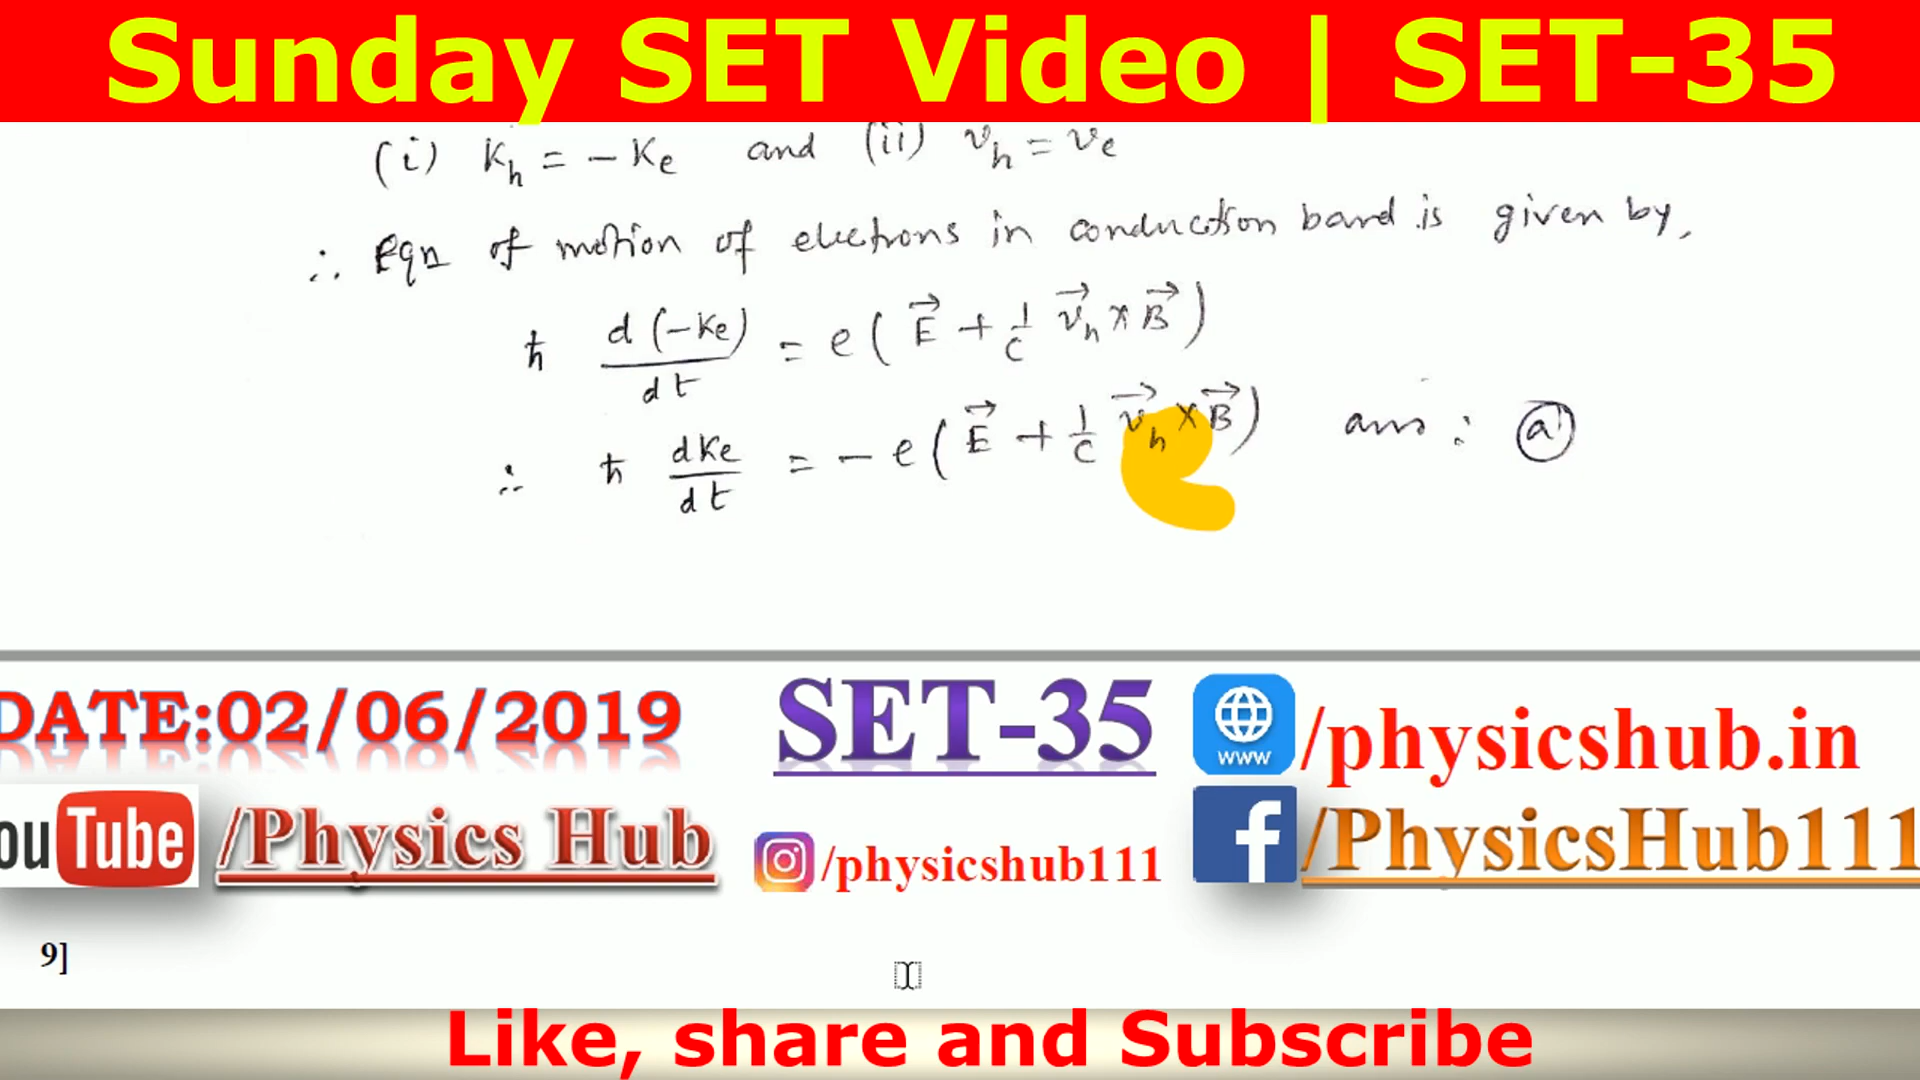 Sunday SET Video | SET-35
(i) Kh = - Ke and (ii) vh = ve
∴ Eqn of motion of electrons in conduction band is given by,
ħ d(-Ke)/dt = e(E⃗ + 1/c v⃗h × B⃗)
∴ ħ dKe/dt = - e(E⃗ + 1/c v⃗h × B⃗) ans: (a)
DATE:02/06/2019 SET-35 www /physicshub.in
ouTube /Physics Hub /physicshub111 f /PhysicsHub111
9]
Like, share and Subscribe